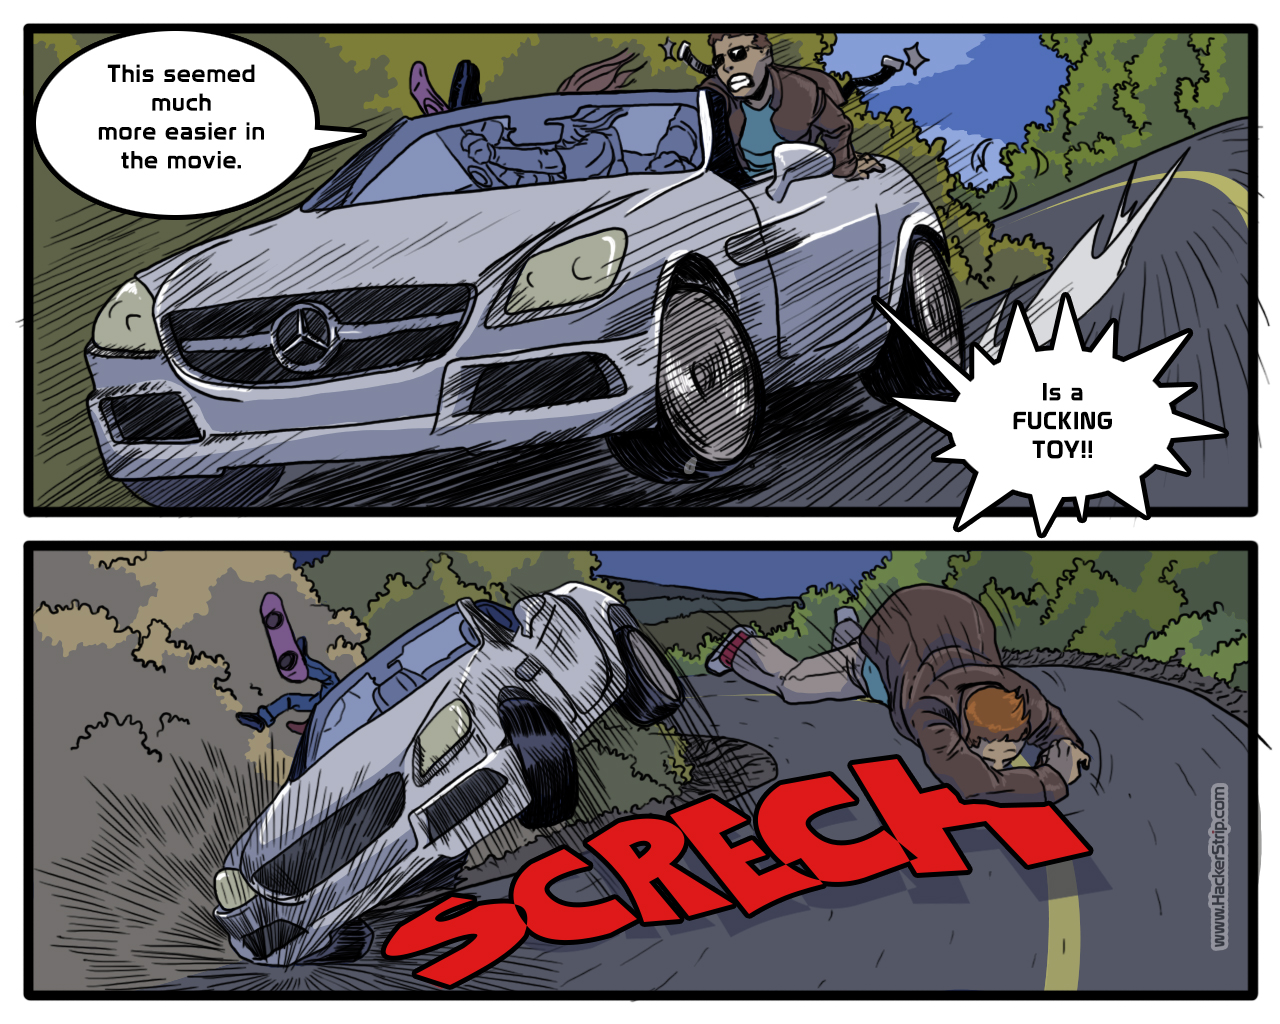 This seemed
much
more easier in
the movie.
Is a
FUCKING
TOY!!
SCRECH
www.HackerStrip.com